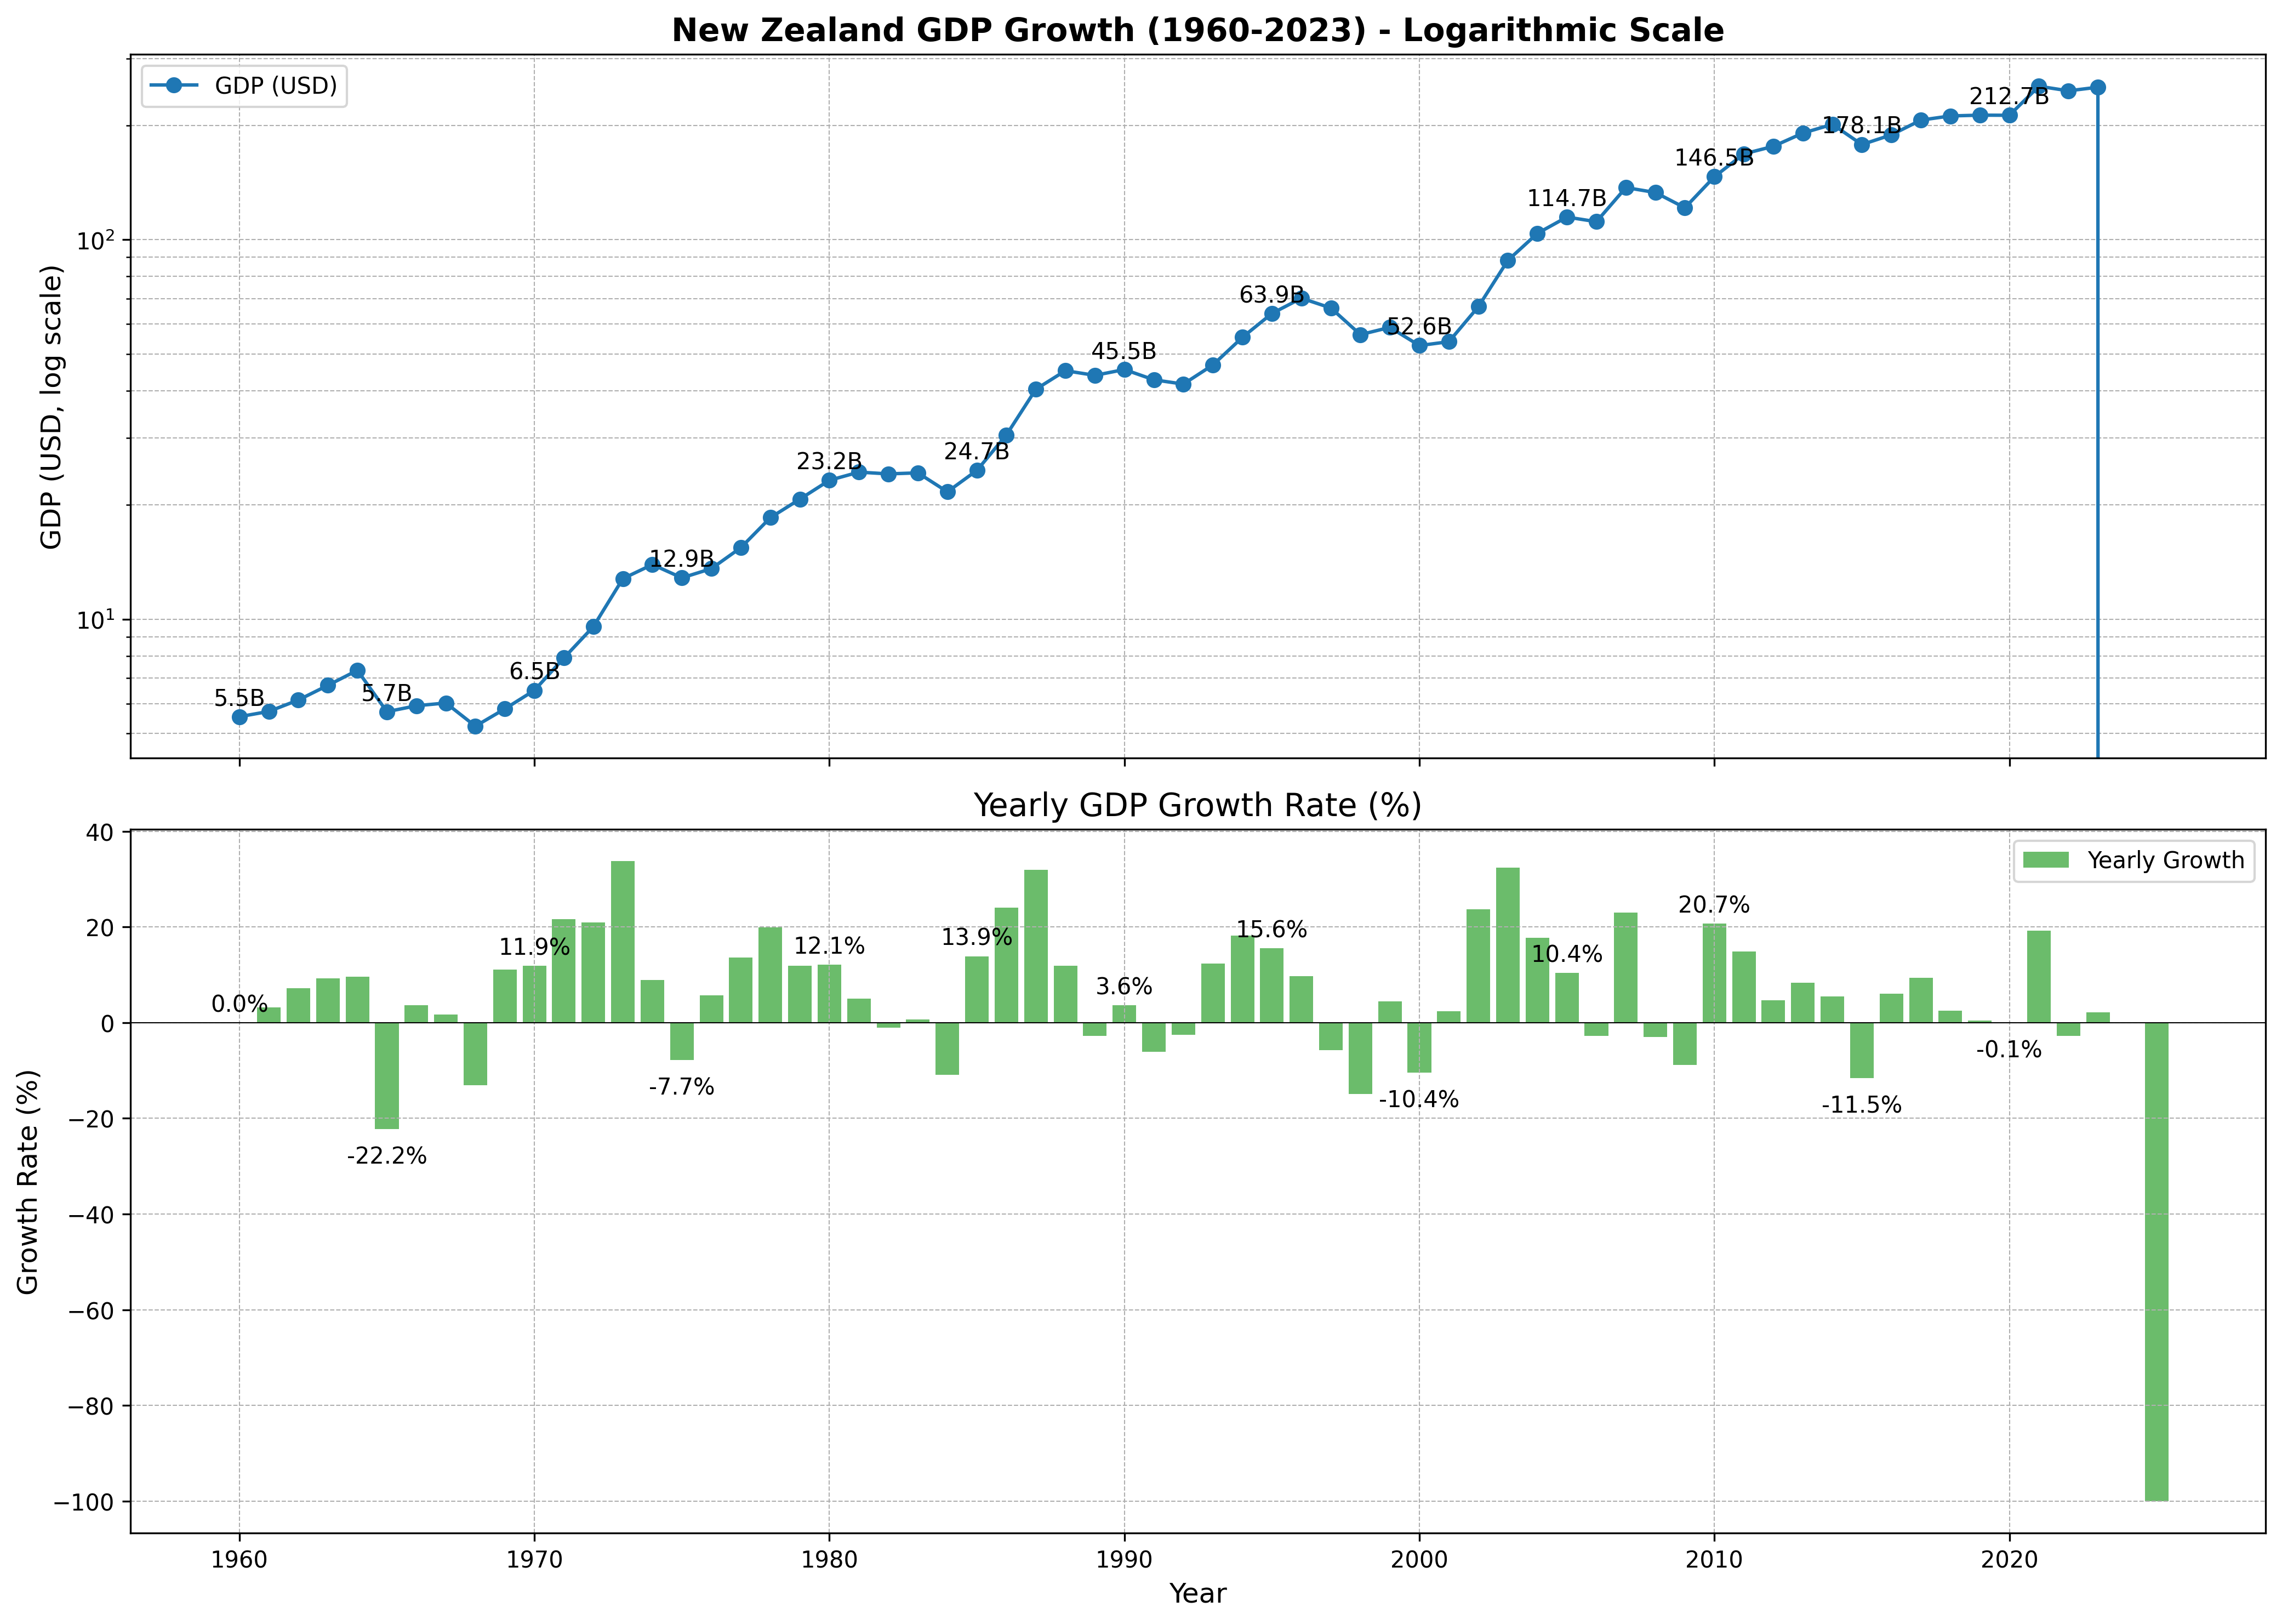 New Zealand GDP Growth (1960-2023) - Logarithmic Scale
GDP (USD)
GDP (USD, log scale)
10²
10¹
5.5B
5.7B
6.5B
12.9B
23.2B
24.7B
45.5B
63.9B
52.6B
114.7B
146.5B
178.1B
212.7B
Yearly GDP Growth Rate (%)
Yearly Growth
Growth Rate (%)
40
20
0
−20
−40
−60
−80
−100
0.0%
-22.2%
11.9%
-7.7%
12.1%
13.9%
3.6%
15.6%
-10.4%
10.4%
20.7%
-11.5%
-0.1%
1960 1970 1980 1990 2000 2010 2020
Year